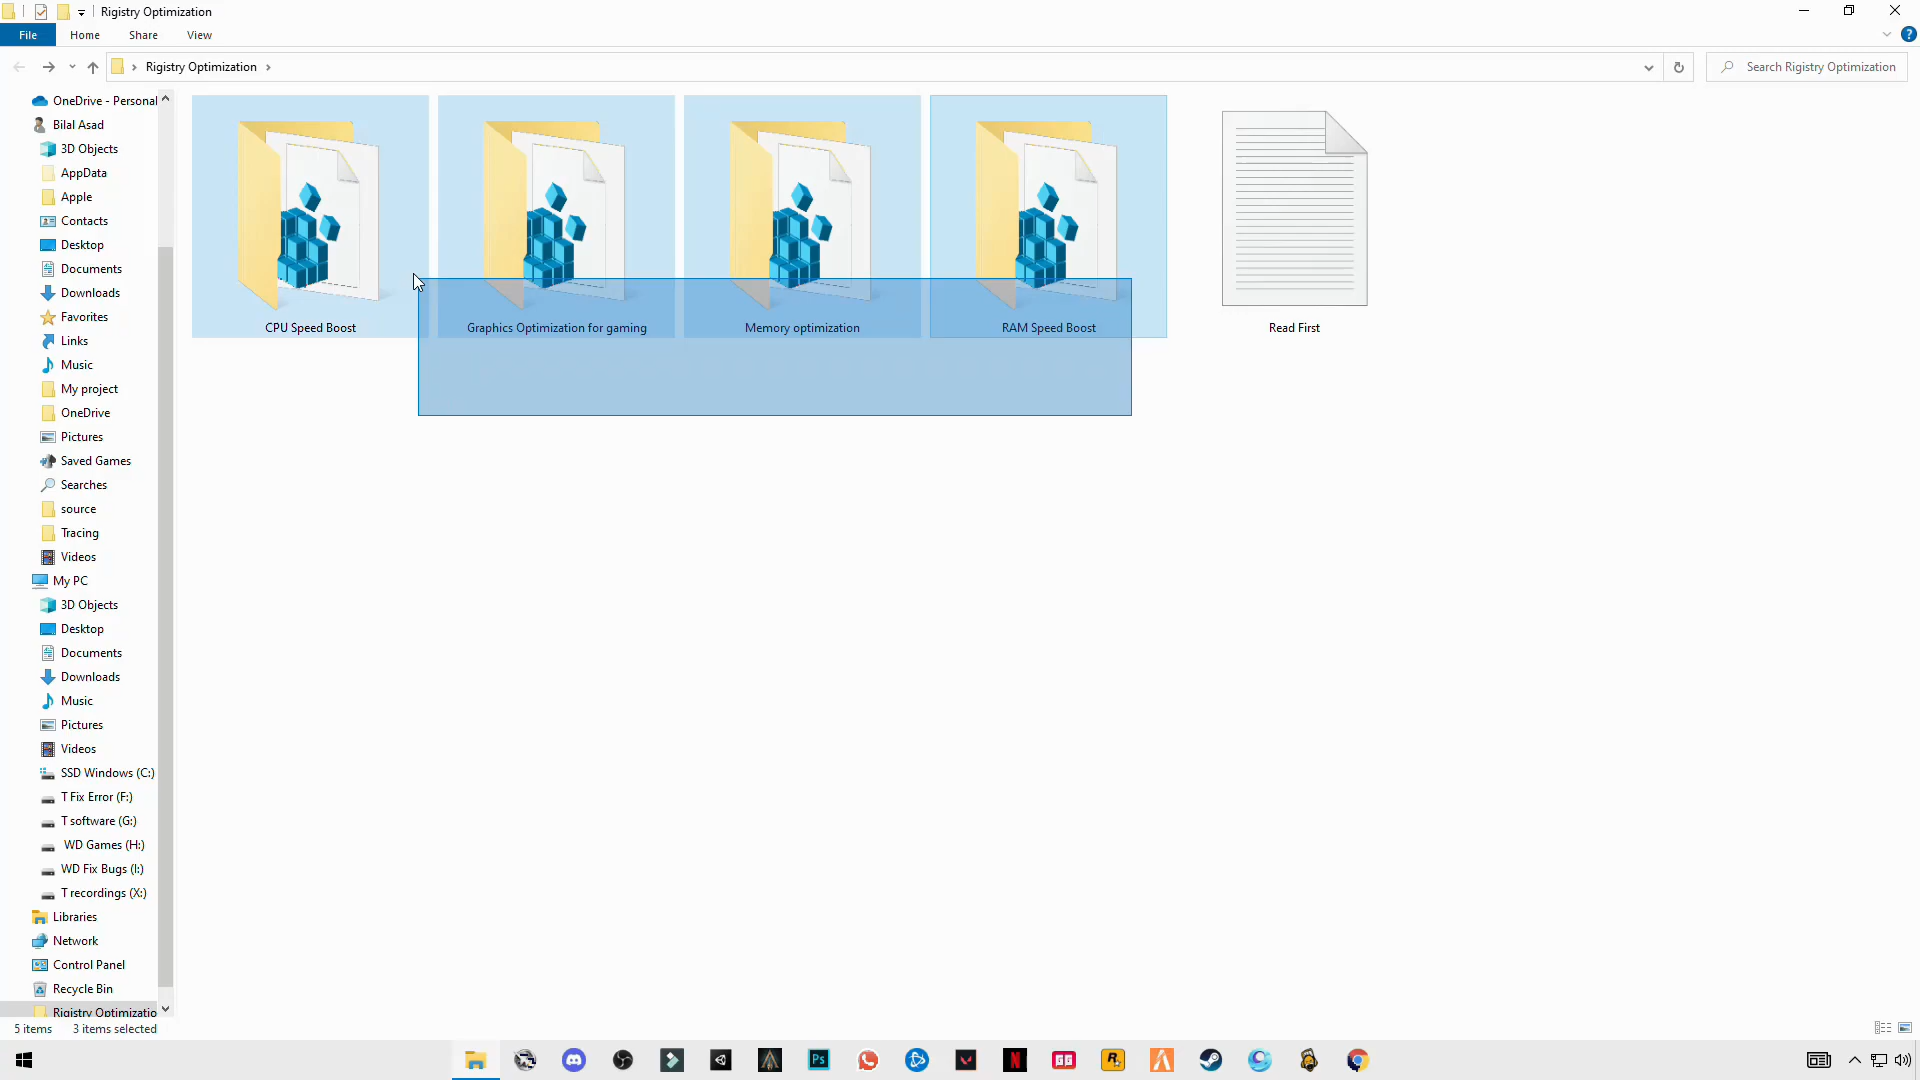 Rigistry Optimization
File Home Share View
Rigistry Optimization
Search Rigistry Optimization
OneDrive - Personal
Bilal Asad
3D Objects
AppData
Apple
Contacts
Desktop
Documents
Downloads
Favorites
Links
Music
My project
OneDrive
Pictures
Saved Games
Searches
source
Tracing
Videos
My PC
3D Objects
Desktop
Documents
Downloads
Music
Pictures
Videos
SSD Windows (C:)
T Fix Error (F:)
T software (G:)
WD Games (H:)
WD Fix Bugs (I:)
T recordings (X:)
Libraries
Network
Control Panel
Recycle Bin
Rigistry Optimizatio
CPU Speed Boost
Graphics Optimization for gaming
Memory optimization
RAM Speed Boost
Read First
5 items 3 items selected